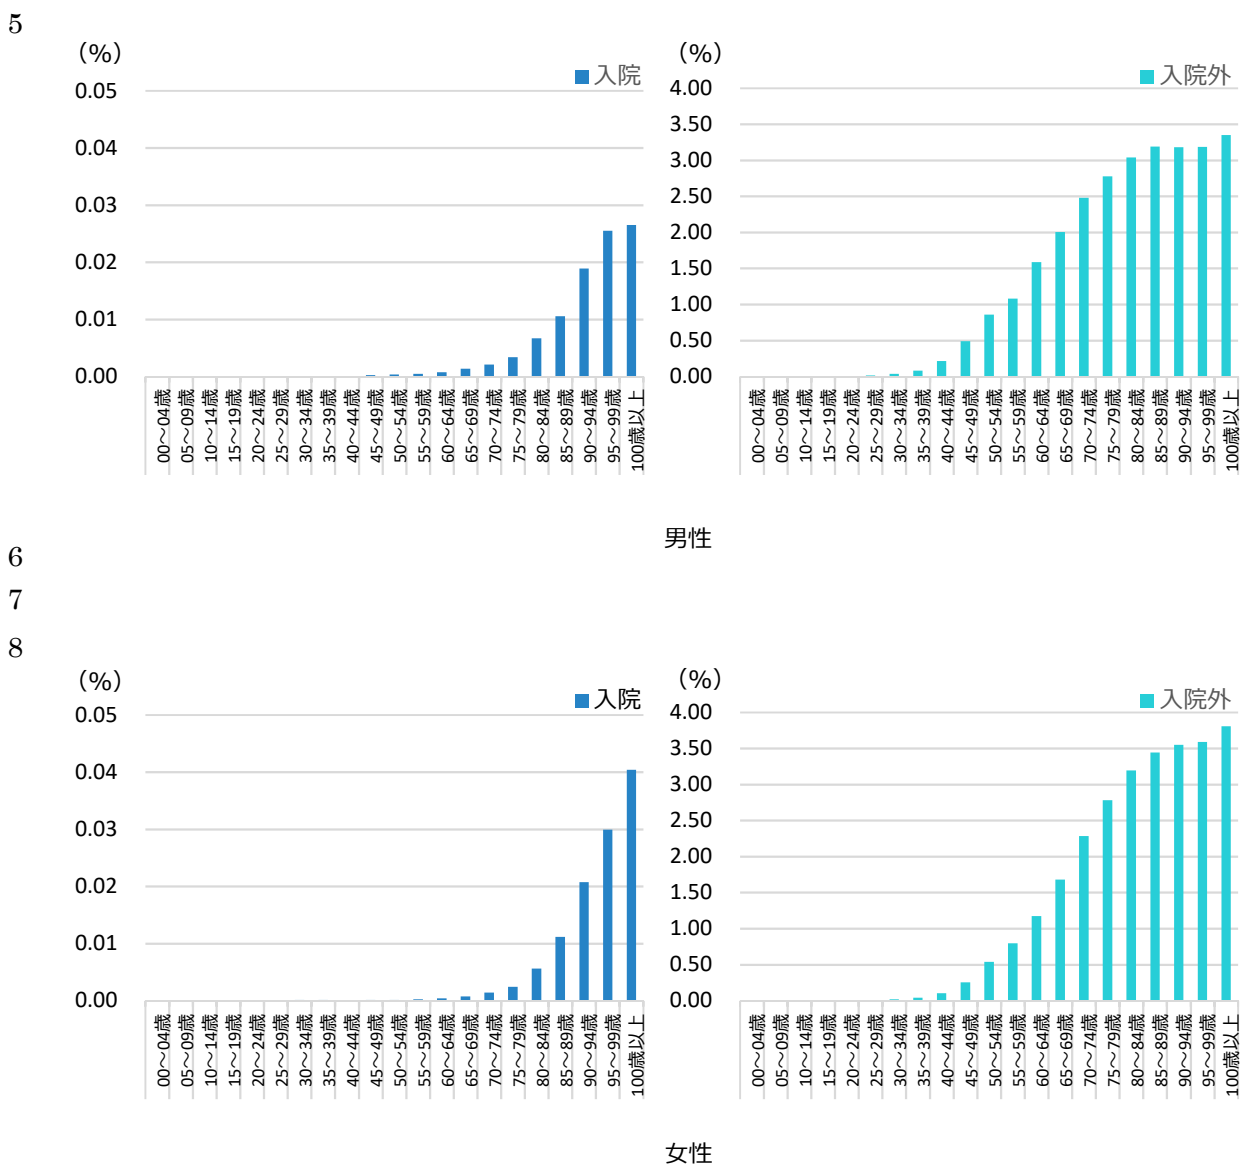 5
（%）
入院
0.05
0.04
0.03
0.02
0.01
0.00
00～04歳
05～09歳
10～14歳
15～19歳
20～24歳
25～29歳
30～34歳
35～39歳
40～44歳
45～49歳
50～54歳
55～59歳
60～64歳
65～69歳
70～74歳
75～79歳
80～84歳
85～89歳
90～94歳
95～99歳
100歳以上
（%）
入院外
4.00
3.50
3.00
2.50
2.00
1.50
1.00
0.50
0.00
00～04歳
05～09歳
10～14歳
15～19歳
20～24歳
25～29歳
30～34歳
35～39歳
40～44歳
45～49歳
50～54歳
55～59歳
60～64歳
65～69歳
70～74歳
75～79歳
80～84歳
85～89歳
90～94歳
95～99歳
100歳以上
男性
6
7
8
（%）
入院
0.05
0.04
0.03
0.02
0.01
0.00
00～04歳
05～09歳
10～14歳
15～19歳
20～24歳
25～29歳
30～34歳
35～39歳
40～44歳
45～49歳
50～54歳
55～59歳
60～64歳
65～69歳
70～74歳
75～79歳
80～84歳
85～89歳
90～94歳
95～99歳
100歳以上
（%）
入院外
4.00
3.50
3.00
2.50
2.00
1.50
1.00
0.50
0.00
00～04歳
05～09歳
10～14歳
15～19歳
20～24歳
25～29歳
30～34歳
35～39歳
40～44歳
45～49歳
50～54歳
55～59歳
60～64歳
65～69歳
70～74歳
75～79歳
80～84歳
85～89歳
90～94歳
95～99歳
100歳以上
女性